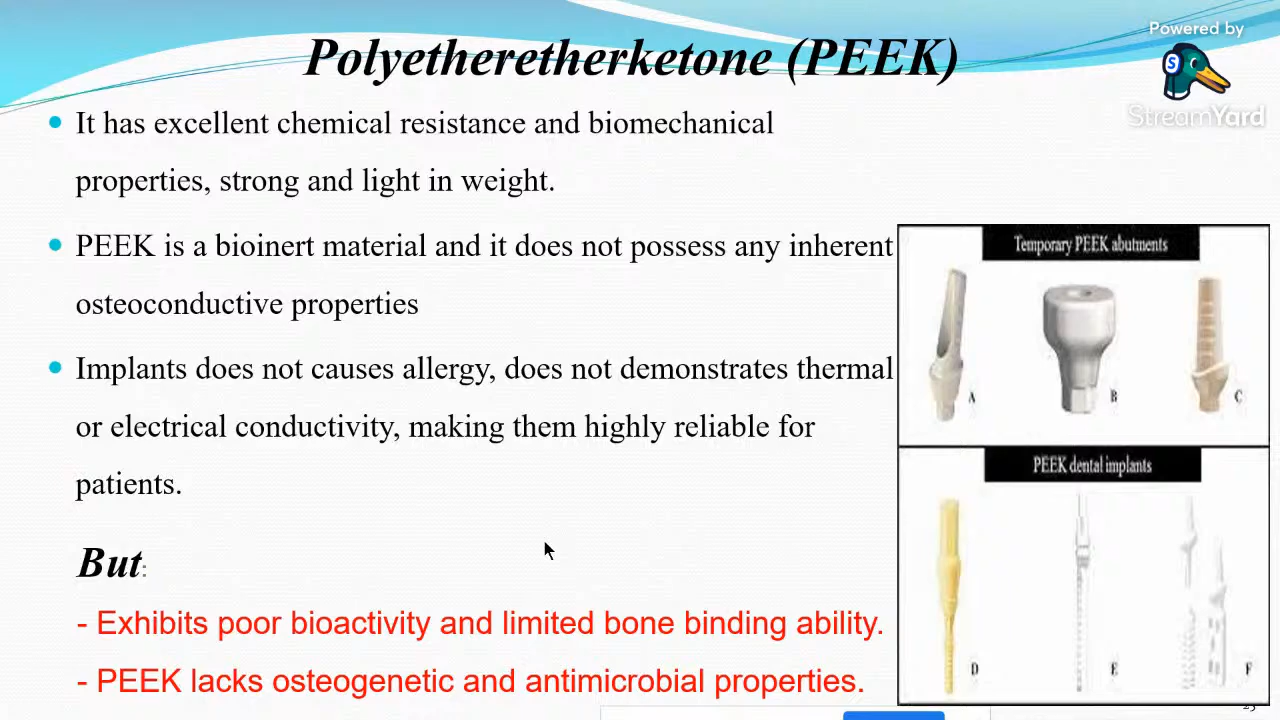 Polyetheretherketone (PEEK)
Powered by
S
StreamYard
• It has excellent chemical resistance and biomechanical
properties, strong and light in weight.
• PEEK is a bioinert material and it does not possess any inherent
osteoconductive properties
• Implants does not causes allergy, does not demonstrates thermal
or electrical conductivity, making them highly reliable for
patients.
But:
- Exhibits poor bioactivity and limited bone binding ability.
- PEEK lacks osteogenetic and antimicrobial properties.
Temporary PEEK abutments
A
B
C
PEEK dental implants
D
E
F